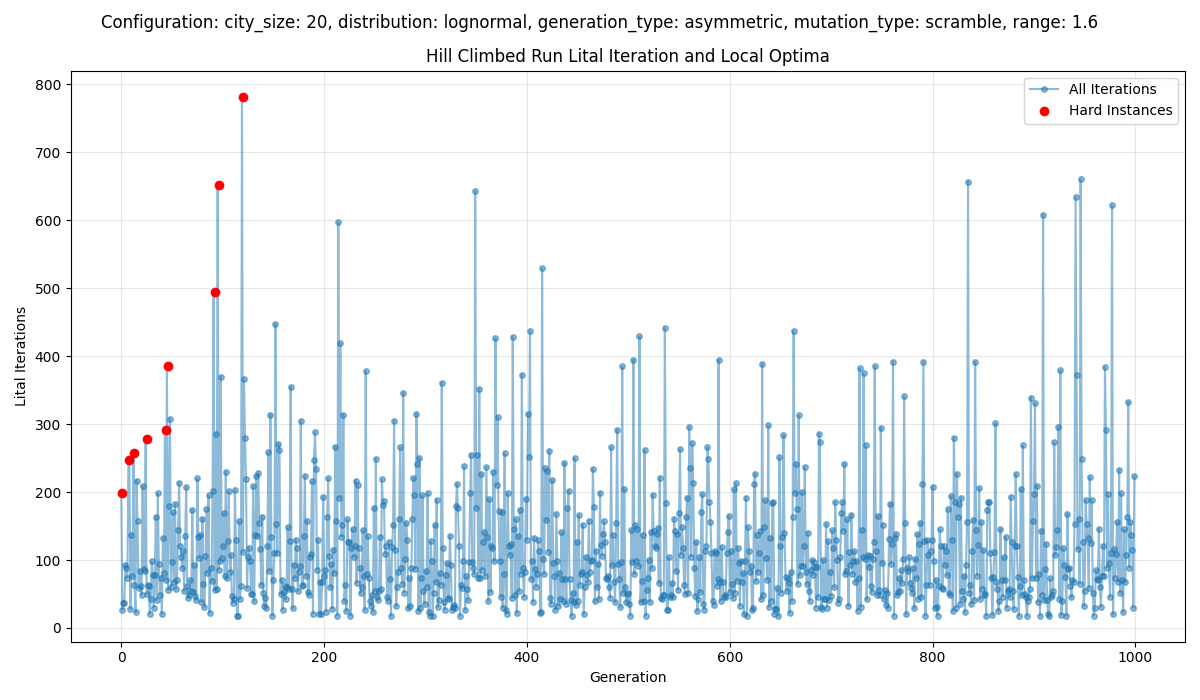 Configuration: city_size: 20, distribution: lognormal, generation_type: asymmetric, mutation_type: scramble, range: 1.6
Hill Climbed Run Lital Iteration and Local Optima
All Iterations
Hard Instances
800
700
600
500
400
300
200
100
0
Lital Iterations
0 200 400 600 800 1000
Generation